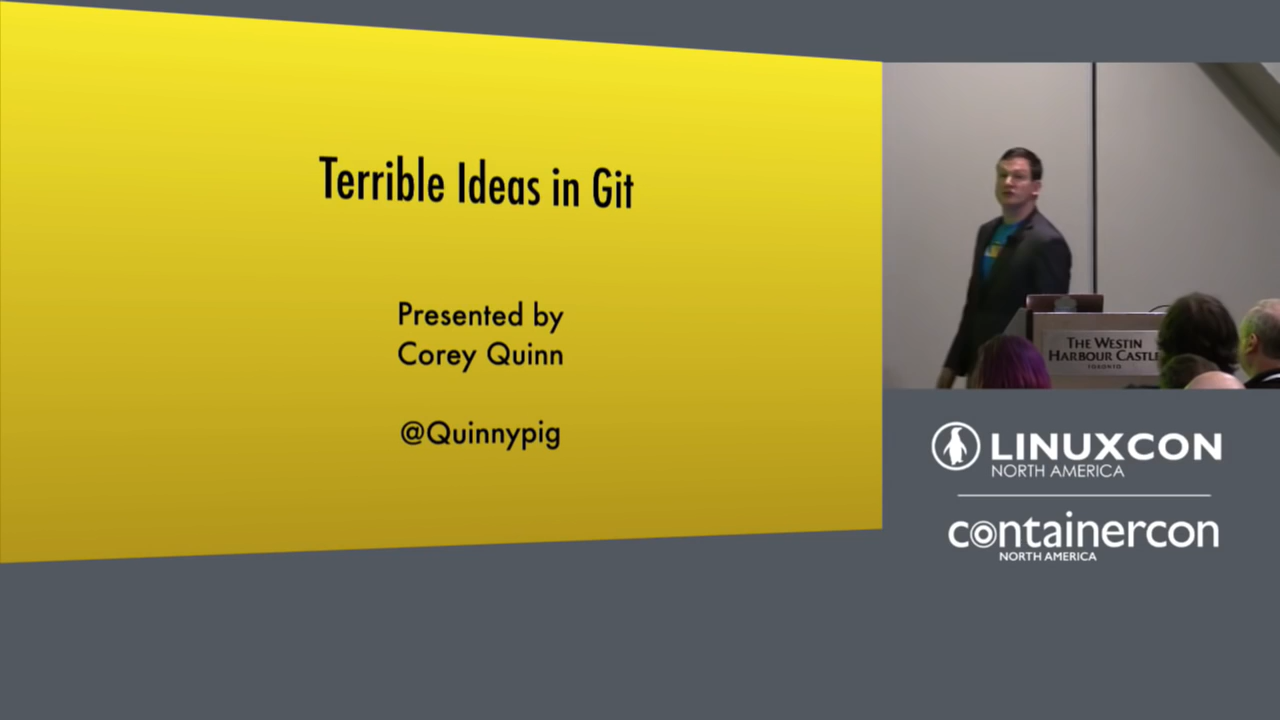 Terrible Ideas in Git
Presented by
Corey Quinn
@Quinnypig
THE WESTIN
HARBOUR CASTLE
TORONTO
LINUXCON
NORTH AMERICA
containercon
NORTH AMERICA